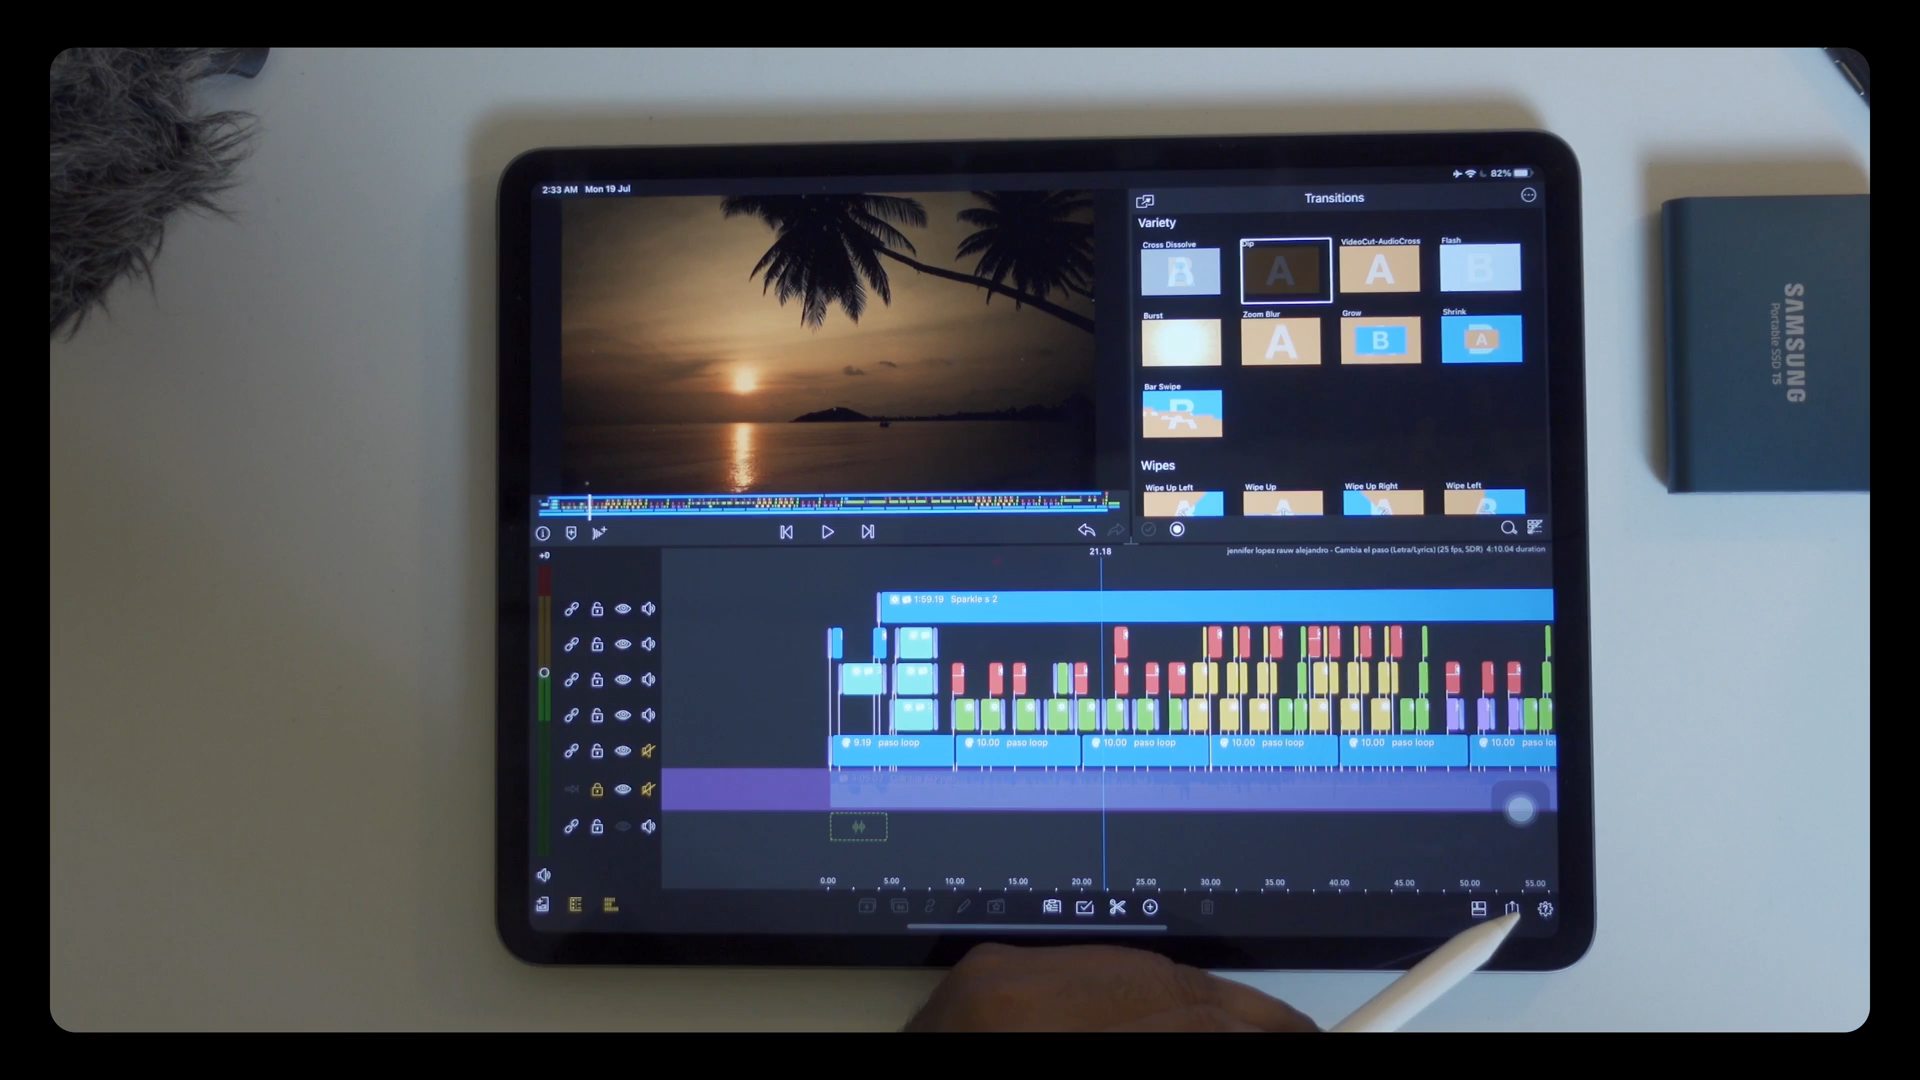 2:33 AM Mon 19 Jul
82%
Transitions
Variety
Cross Dissolve
Dip
VideoCut-AudioCross
Flash
B
A
A
B
Burst
Zoom Blur
Grow
Shrink
A
B
A
Bar Swipe
Wipes
Wipe Up Left
Wipe Up
Wipe Up Right
Wipe Left
+0
21.18
jennifer lopez rauw alejandro - Cambia el paso (Letra/Lyrics) (25 fps, SDR) 4:10.04 duration
1:59.19 Sparkle s 2
9.19 paso loop
10.00 paso loop
10.00 paso loop
10.00 paso loop
10.00 paso loop
10.00 paso lo
0.00 5.00 10.00 15.00 20.00 25.00 30.00 35.00 40.00 45.00 50.00 55.00
SAMSUNG
Portable SSD T5